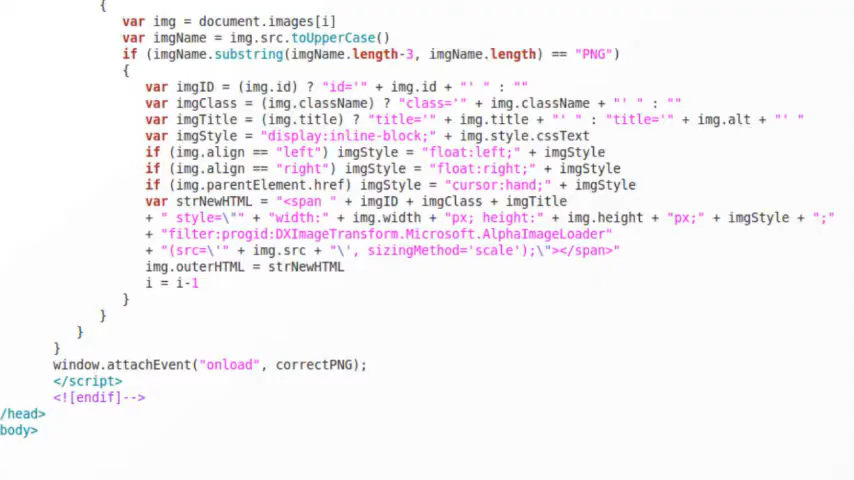 {
var img = document.images[i]
var imgName = img.src.toUpperCase()
if (imgName.substring(imgName.length-3, imgName.length) == "PNG")
{
var imgID = (img.id) ? "id='" + img.id + "' " : ""
var imgClass = (img.className) ? "class='" + img.className + "' " : ""
var imgTitle = (img.title) ? "title='" + img.title + "' " : "title='" + img.alt + "' "
var imgStyle = "display:inline-block;" + img.style.cssText
if (img.align == "left") imgStyle = "float:left;" + imgStyle
if (img.align == "right") imgStyle = "float:right;" + imgStyle
if (img.parentElement.href) imgStyle = "cursor:hand;" + imgStyle
var strNewHTML = "<span " + imgID + imgClass + imgTitle
+ " style=\"" + "width:" + img.width + "px; height:" + img.height + "px;" + imgStyle + ";"
+ "filter:progid:DXImageTransform.Microsoft.AlphaImageLoader"
+ "(src=\'" + img.src + "\', sizingMethod='scale');\"></span>"
img.outerHTML = strNewHTML
i = i-1
}
}
}
}
window.attachEvent("onload", correctPNG);
</script>
<![endif]-->
/head>
body>